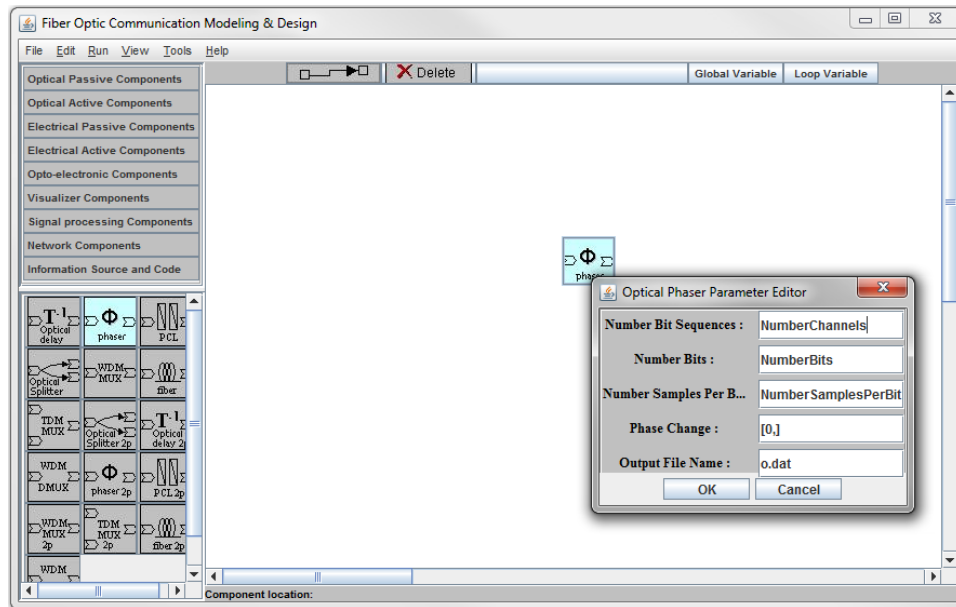 Fiber Optic Communication Modeling & Design
File Edit Run View Tools Help
Delete
Global Variable
Loop Variable
Optical Passive Components
Optical Active Components
Electrical Passive Components
Electrical Active Components
Opto-electronic Components
Visualizer Components
Signal processing Components
Network Components
Information Source and Code
T-1
Optical
delay
Φ
phaser
PCL
Optical
Splitter
WDM
MUX
fiber
TDM
MUX
Optical
Splitter 2p
T-1
Optical
delay 2
WDM
DMUX
Φ
phaser 2p
PCL 2p
WDM
MUX
2p
TDM
MUX
2p
fiber 2p
WDM
Φ
phaser
Optical Phaser Parameter Editor
Number Bit Sequences : NumberChannels
Number Bits : NumberBits
Number Samples Per B... NumberSamplesPerBit
Phase Change : [0,]
Output File Name : o.dat
OK Cancel
Component location: